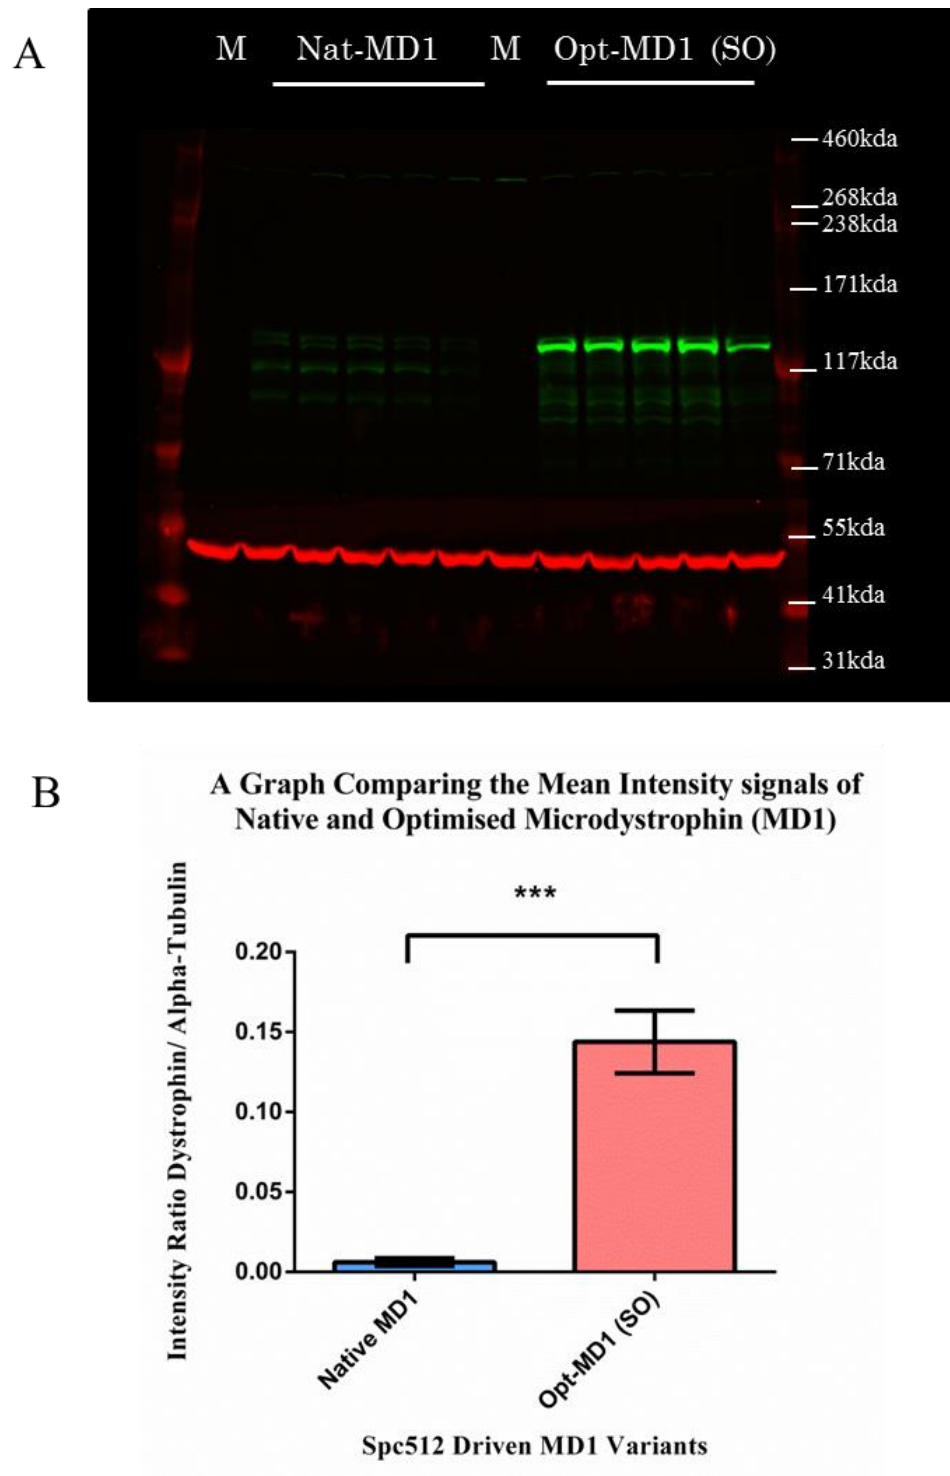 A
M Nat-MD1 M Opt-MD1 (SO)
460kda
268kda
238kda
171kda
117kda
71kda
55kda
41kda
31kda
B
A Graph Comparing the Mean Intensity signals of
Native and Optimised Microdystrophin (MD1)
***
Intensity Ratio Dystrophin/ Alpha-Tubulin
0.20
0.15
0.10
0.05
0.00
Native MD1
Opt-MD1 (SO)
Spc512 Driven MD1 Variants